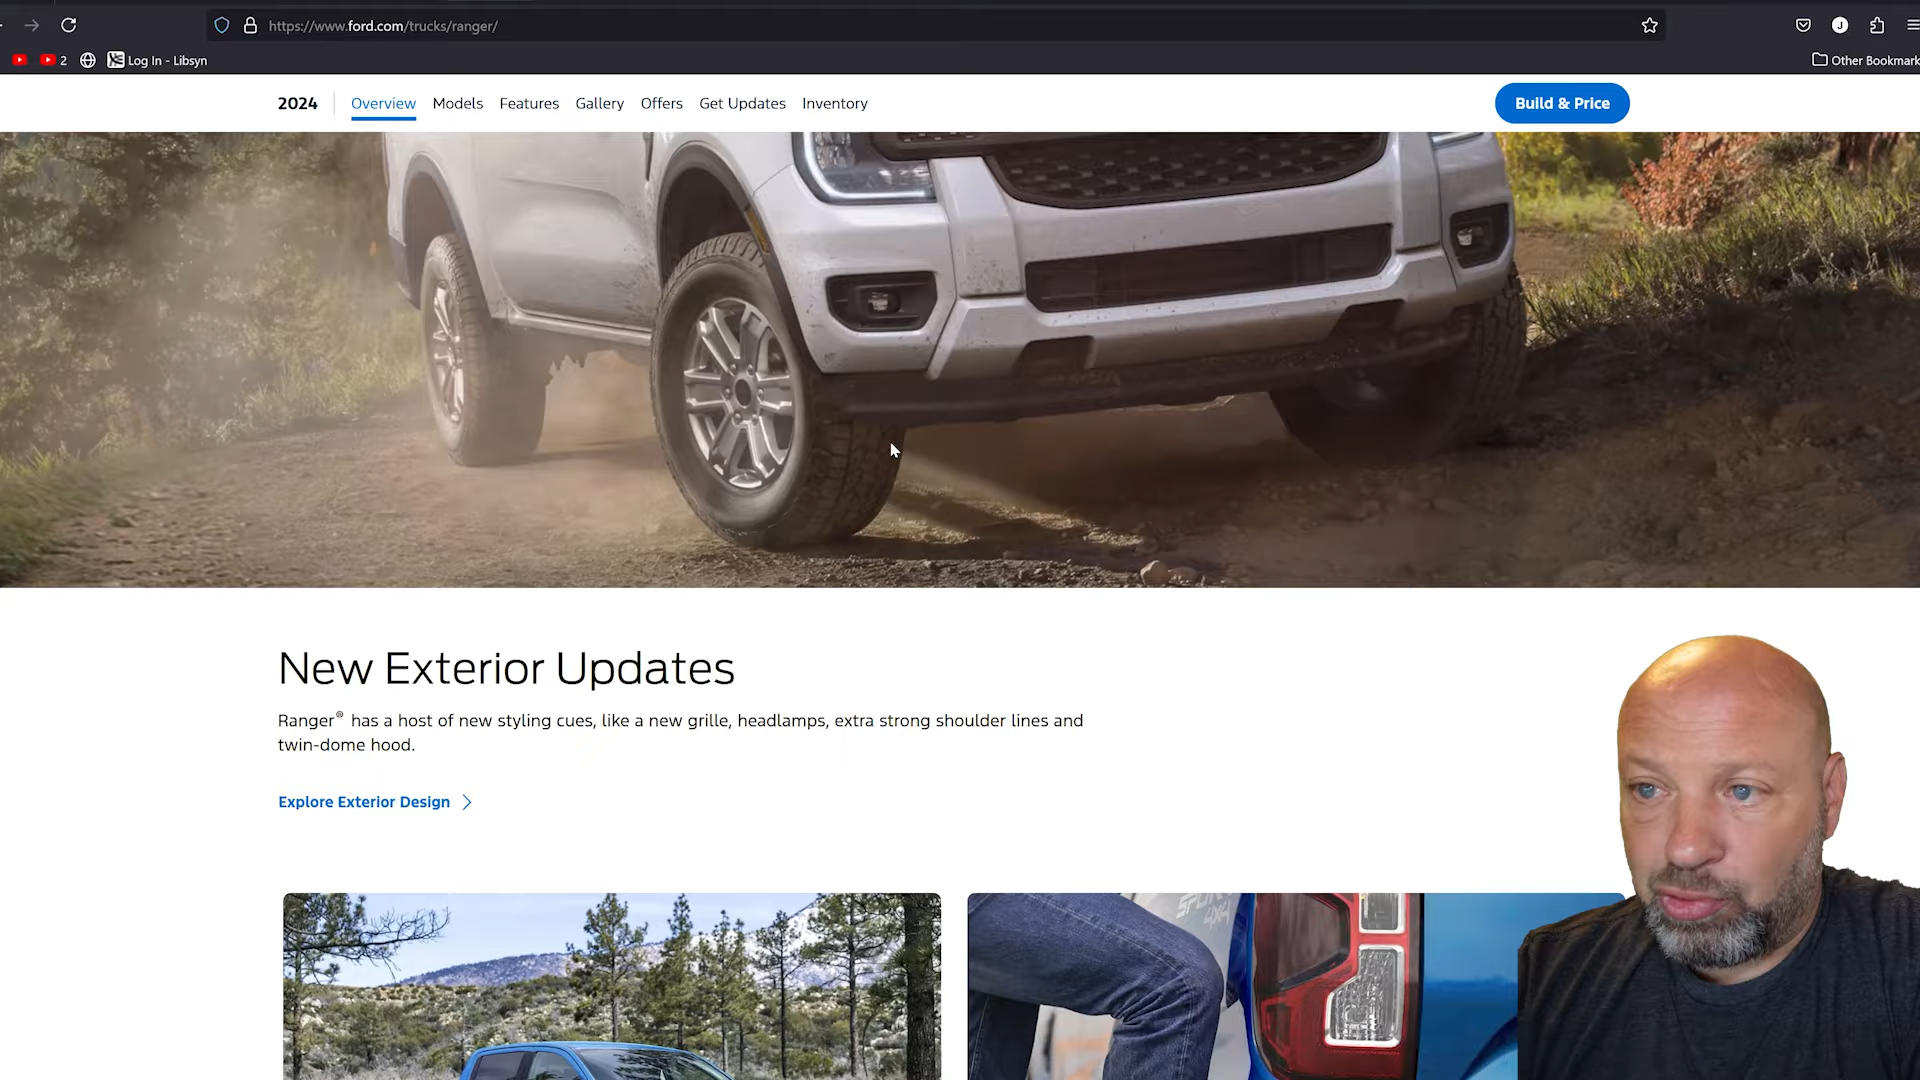 https://www.ford.com/trucks/ranger/
2
Log In - Libsyn
Other Bookmark
J
2024
Overview
Models
Features
Gallery
Offers
Get Updates
Inventory
Build & Price
New Exterior Updates
Ranger® has a host of new styling cues, like a new grille, headlamps, extra strong shoulder lines and
twin-dome hood.
Explore Exterior Design
SPORT
4x4